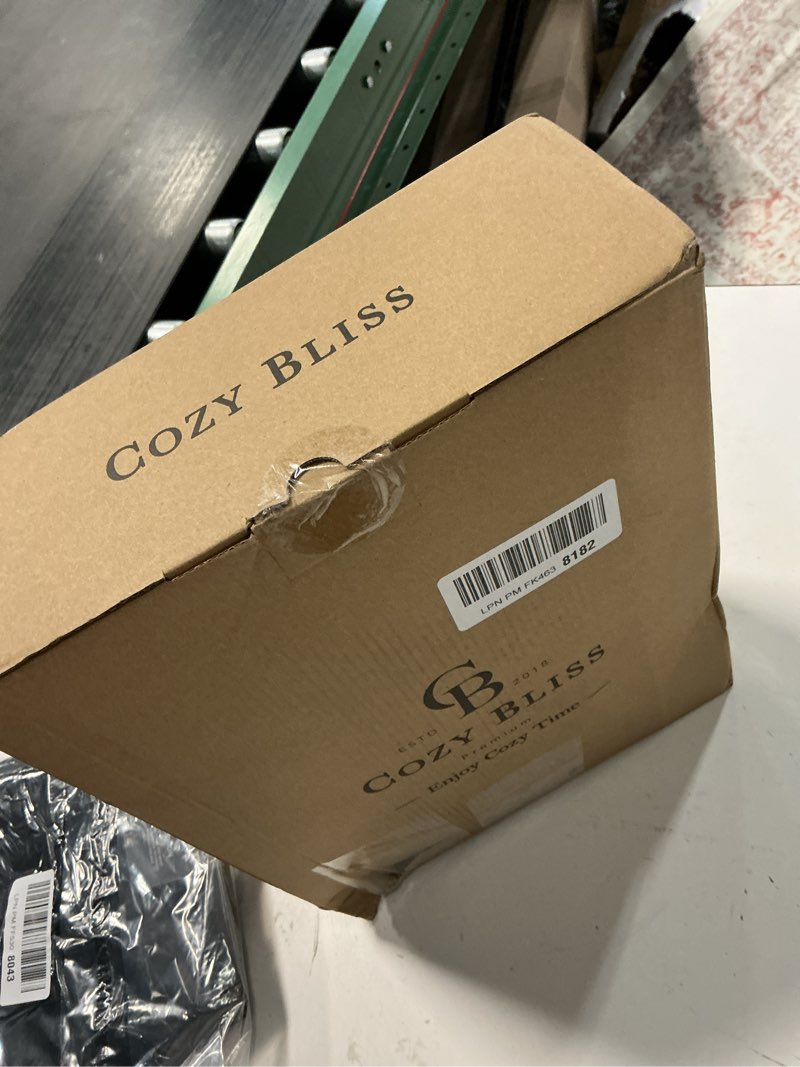 COZY BLISS
LPN PM FK463 8182
CB
ESTD 2018
COZY BLISS
Premium
Enjoy Cozy Time
8043